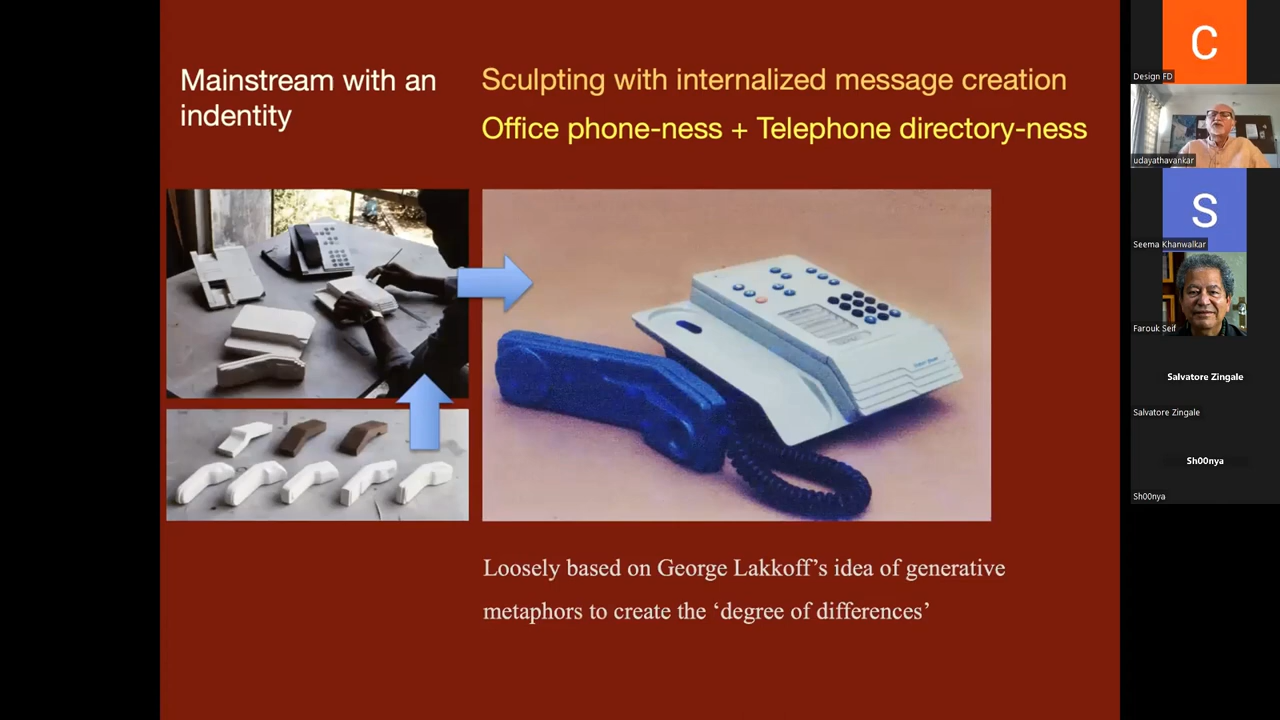 Mainstream with an
indentity
Sculpting with internalized message creation
Office phone-ness + Telephone directory-ness
Loosely based on George Lakkoff's idea of generative
metaphors to create the 'degree of differences'
C
Design FD
udayathavankar
S
Seema Khanwalkar
Farouk Seif
Salvatore Zingale
Salvatore Zingale
Sh00nya
Sh00nya